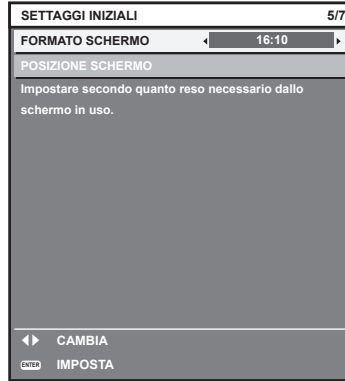 SETTAGGI INIZIALI 5/7
FORMATO SCHERMO 16:10
POSIZIONE SCHERMO
Impostare secondo quanto reso necessario dallo
schermo in uso.
CAMBIA
ENTER IMPOSTA